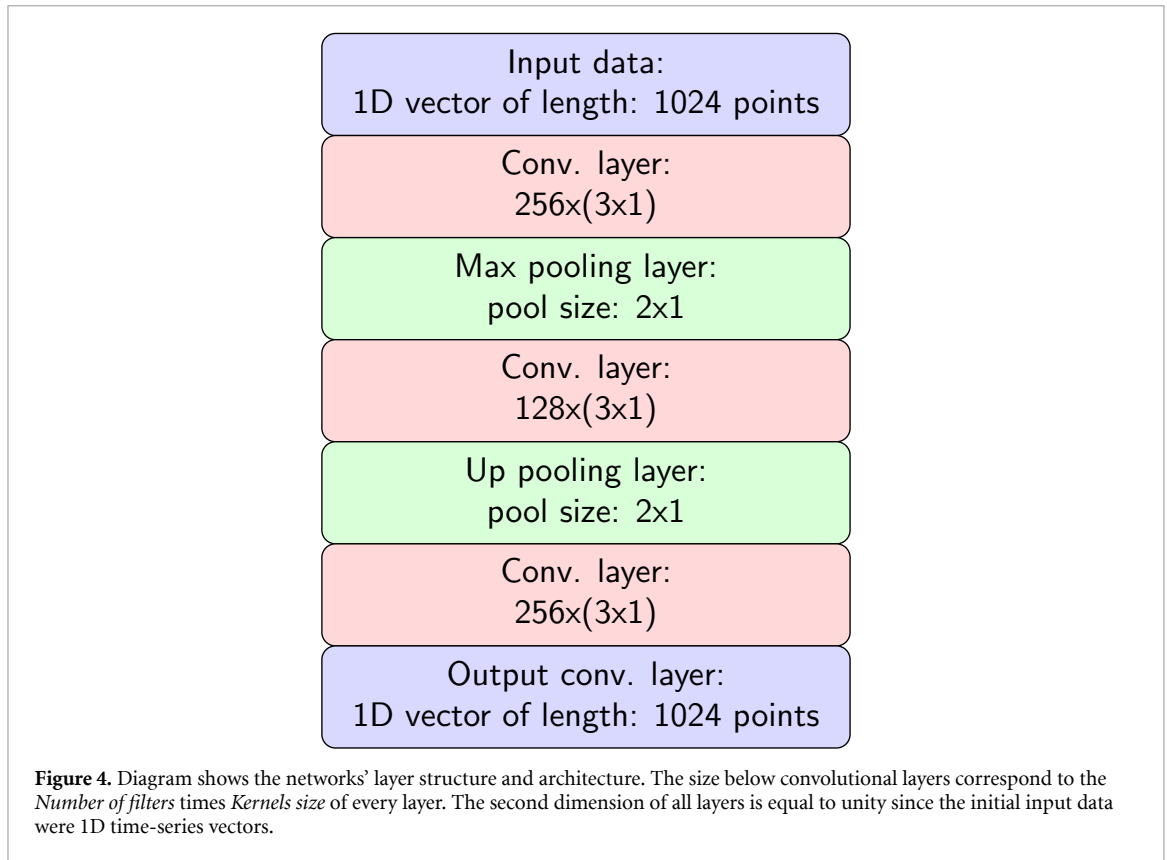 Input data:
1D vector of length: 1024 points
Conv. layer:
256x(3x1)
Max pooling layer:
pool size: 2x1
Conv. layer:
128x(3x1)
Up pooling layer:
pool size: 2x1
Conv. layer:
256x(3x1)
Output conv. layer:
1D vector of length: 1024 points
Figure 4. Diagram shows the networks’ layer structure and architecture. The size below convolutional layers correspond to the
Number of filters times Kernels size of every layer. The second dimension of all layers is equal to unity since the initial input data
were 1D time-series vectors.